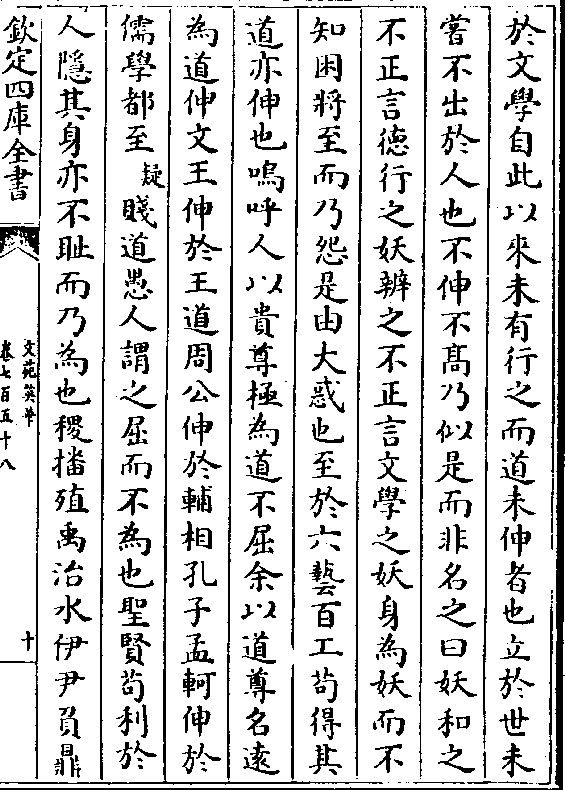 於文學自此以來未有行之而道未伸者也立於世未
嘗不出於人也不伸不髙乃似是而非名之曰妖和之
不正言德行之妖辨之不正言文學之妖身為妖而不
知困將至而乃怨是由大惑也至於六藝百工苟得其
道亦伸也嗚呼人以貴尊極為道不屈余以道尊名逺
為道伸文王伸於王道周公伸於輔相孔子孟軻伸於
儒學都至疑賤道愚人謂之屈而不為也聖賢苟利於
人隱其身亦不耻而乃為也稷播殖禹治水伊尹負鼎
欽定四庫全書
文苑英華
卷七百五十八
十